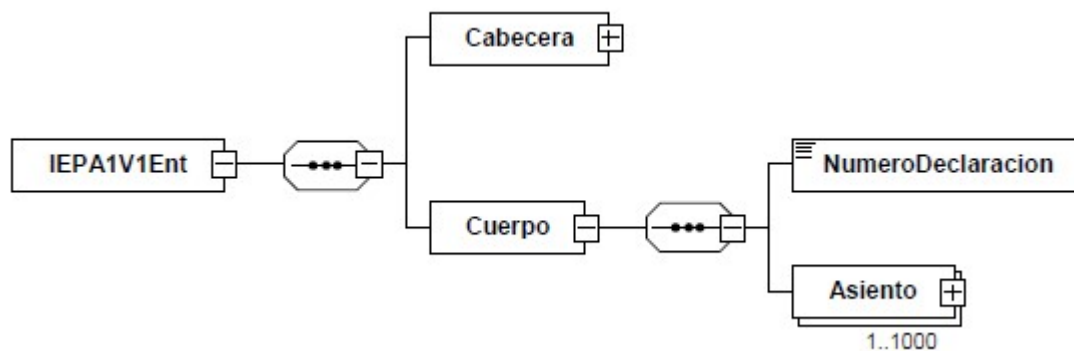 Cabecera
IEPA1V1Ent
NumeroDeclaracion
Cuerpo
Asiento
1..1000